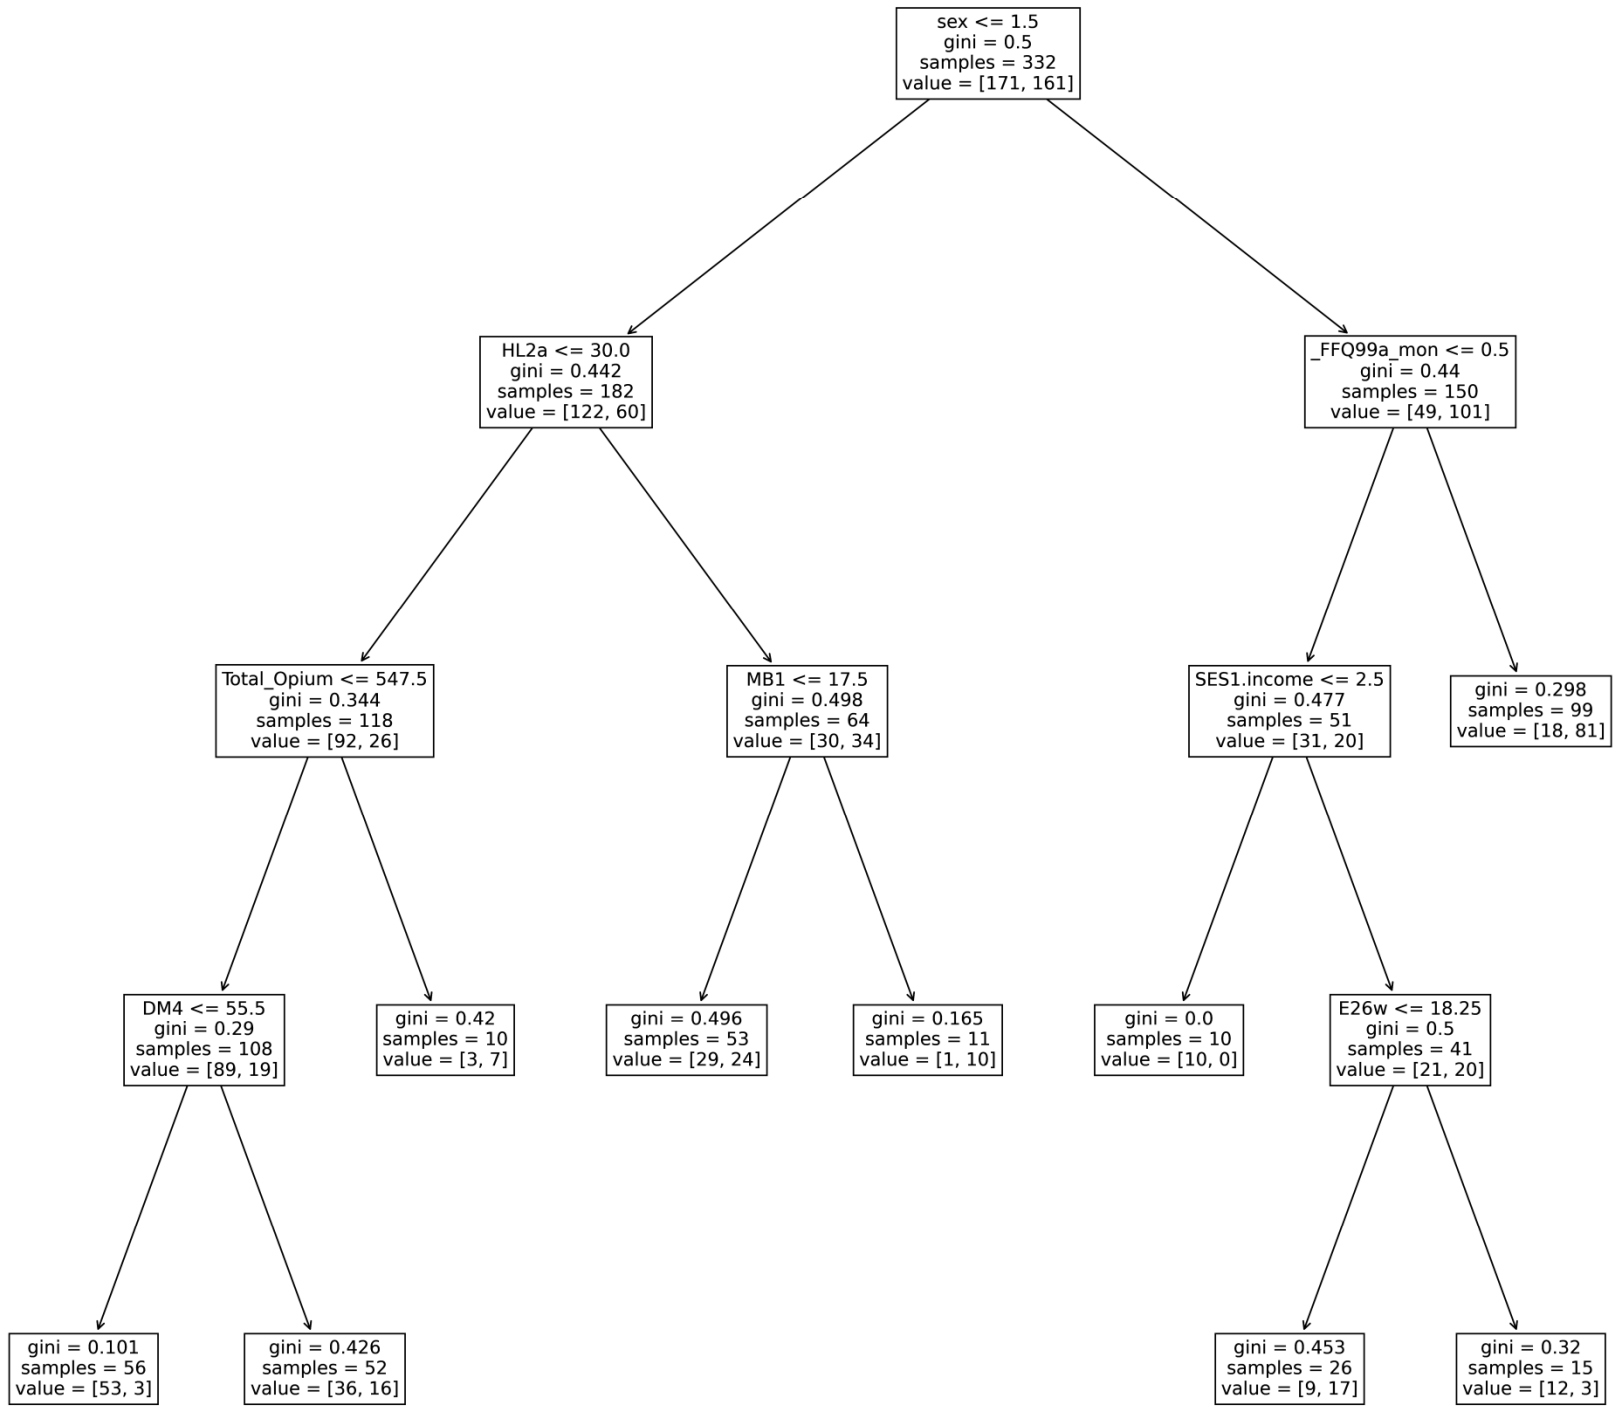 sex <= 1.5
gini = 0.5
samples = 332
value = [171, 161]
HL2a <= 30.0
gini = 0.442
samples = 182
value = [122, 60]
_FFQ99a_mon <= 0.5
gini = 0.44
samples = 150
value = [49, 101]
Total_Opium <= 547.5
gini = 0.344
samples = 118
value = [92, 26]
MB1 <= 17.5
gini = 0.498
samples = 64
value = [30, 34]
SES1.income <= 2.5
gini = 0.477
samples = 51
value = [31, 20]
gini = 0.298
samples = 99
value = [18, 81]
DM4 <= 55.5
gini = 0.29
samples = 108
value = [89, 19]
gini = 0.42
samples = 10
value = [3, 7]
gini = 0.496
samples = 53
value = [29, 24]
gini = 0.165
samples = 11
value = [1, 10]
gini = 0.0
samples = 10
value = [10, 0]
E26w <= 18.25
gini = 0.5
samples = 41
value = [21, 20]
gini = 0.101
samples = 56
value = [53, 3]
gini = 0.426
samples = 52
value = [36, 16]
gini = 0.453
samples = 26
value = [9, 17]
gini = 0.32
samples = 15
value = [12, 3]